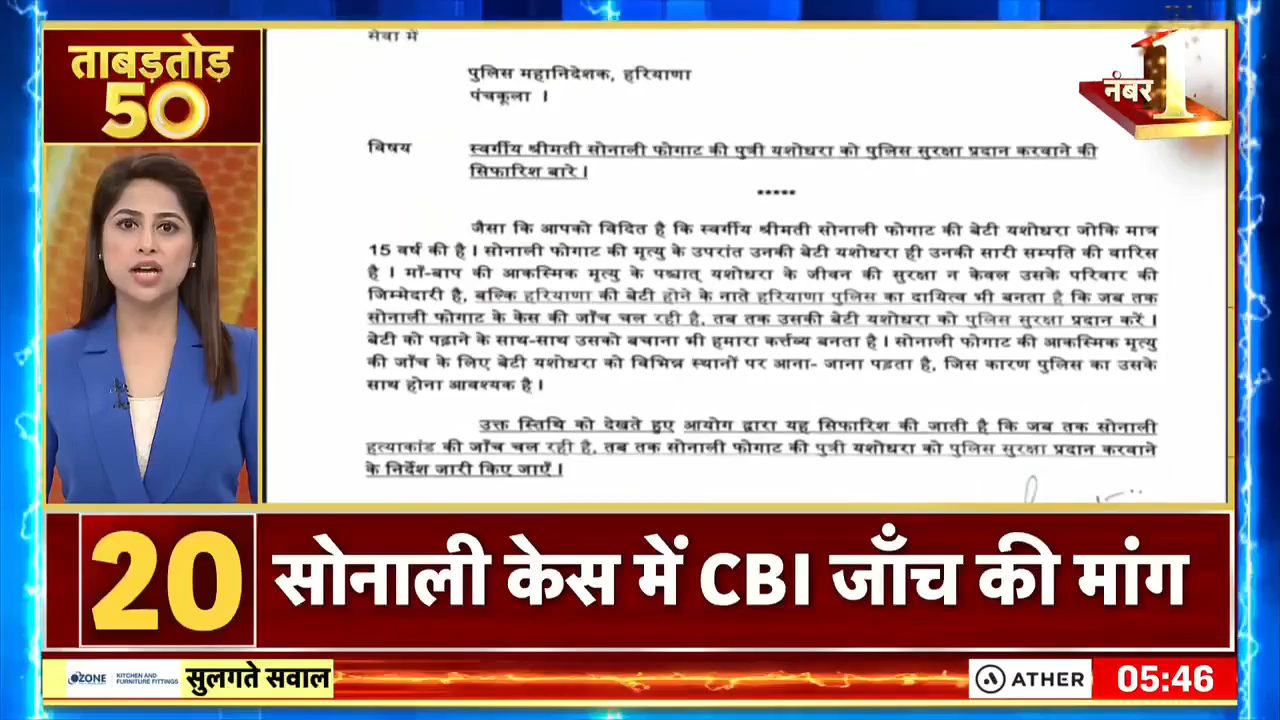 ताबड़तोड़
50
नंबर 1
सेवा में
पुलिस महानिदेशक, हरियाणा
पंचकूला ।
विषय स्वर्गीय श्रीमती सोनाली फोगाट की पुत्री यशोधरा को पुलिस सुरक्षा प्रदान करवाने की
सिफारिश बारे ।
*****
जैसा कि आपको विदित है कि स्वर्गीय श्रीमती सोनाली फोगाट की बेटी यशोधरा जोकि मात्र
15 वर्ष की है । सोनाली फोगाट की मृत्यु के उपरांत उनकी बेटी यशोधरा ही उनकी सारी सम्पति की वारिस
है । माँ-बाप की आकस्मिक मृत्यु के पश्चात् यशोधरा के जीवन की सुरक्षा न केवल उसके परिवार की
जिम्मेदारी है, बल्कि हरियाणा की बेटी होने के नाते हरियाणा पुलिस का दायित्व भी बनता है कि जब तक
सोनाली फोगाट के केस की जाँच चल रही है, तब तक उसकी बेटी यशोधरा को पुलिस सुरक्षा प्रदान करें ।
बेटी को पढ़ाने के साथ-साथ उसको बचाना भी हमारा कर्त्तव्य बनता है । सोनाली फोगाट की आकस्मिक मृत्यु
की जाँच के लिए बेटी यशोधरा को विभिन्न स्थानों पर आना- जाना पड़ता है, जिस कारण पुलिस का उसके
साथ होना आवश्यक है ।
उक्त स्तिथि को देखते हुए आयोग द्वारा यह सिफारिश की जाती है कि जब तक सोनाली
हत्याकांड की जाँच चल रही है, तब तक सोनाली फोगाट की पुत्री यशोधरा को पुलिस सुरक्षा प्रदान करवाने
के निर्देश जारी किए जाएँ ।
20 सोनाली केस में CBI जाँच की मांग
OZONE KITCHEN AND FURNITURE FITTINGS सुलगते सवाल ATHER 05:46